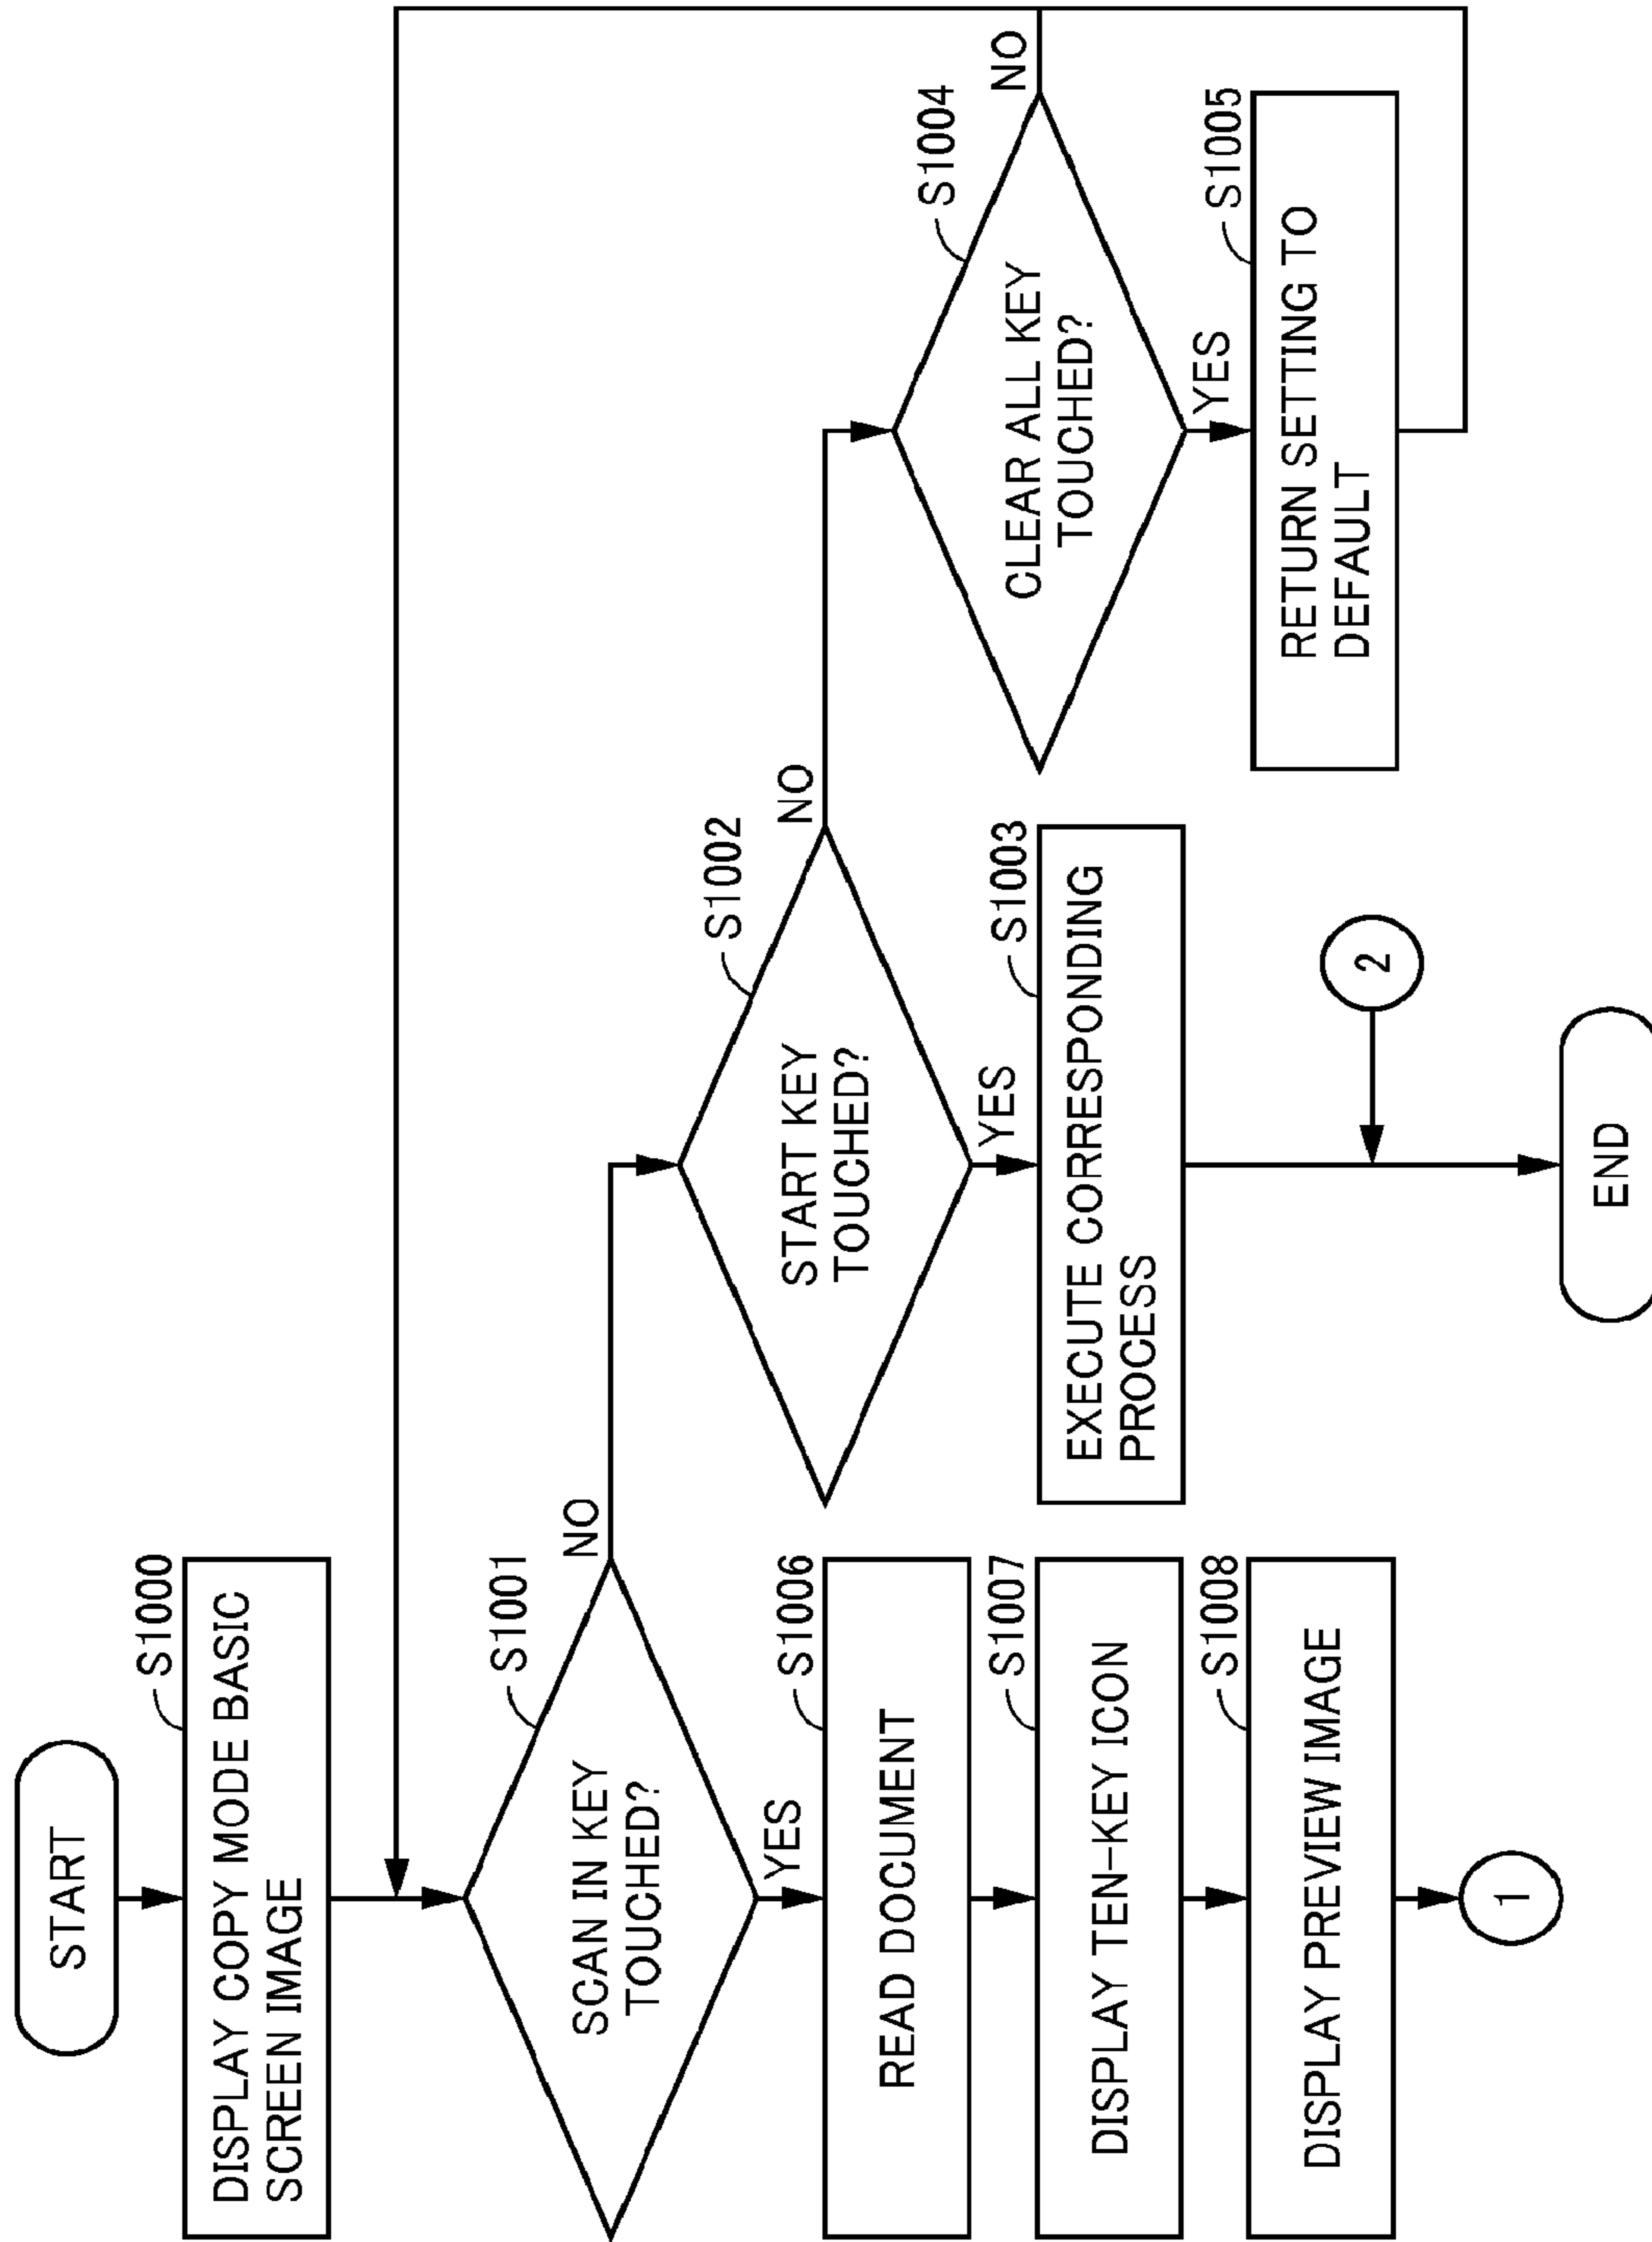 START
S1000
DISPLAY COPY MODE BASIC
SCREEN IMAGE
S1001
SCAN IN KEY
TOUCHED?
NO
YES
S1006
READ DOCUMENT
S1007
DISPLAY TEN-KEY ICON
S1008
DISPLAY PREVIEW IMAGE
1
S1002
START KEY
TOUCHED?
NO
YES
S1003
EXECUTE CORRESPONDING
PROCESS
2
END
S1004
CLEAR ALL KEY
TOUCHED?
NO
YES
S1005
RETURN SETTING TO
DEFAULT